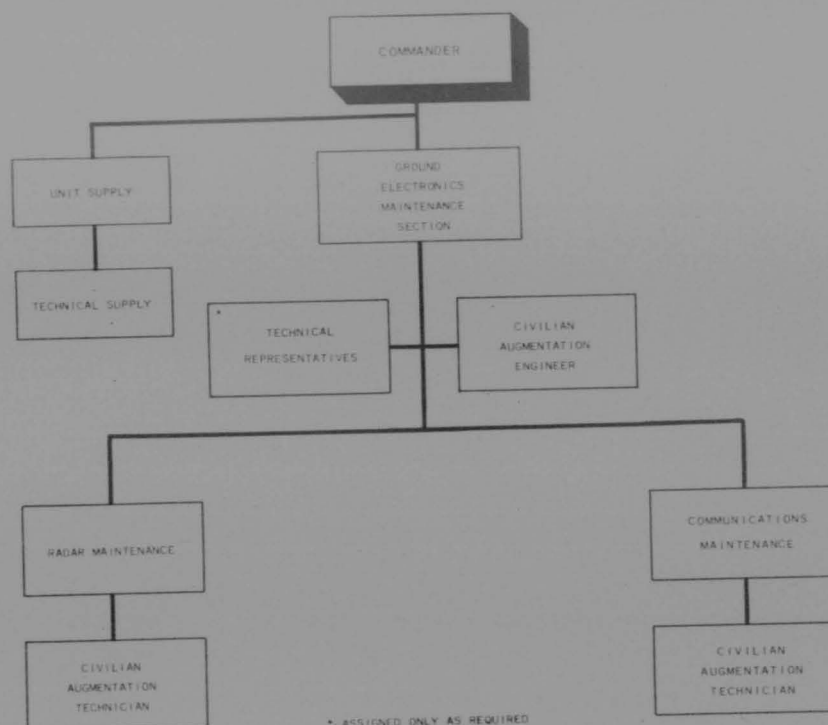 COMMANDER
UNIT SUPPLY
GROUND
ELECTRONICS
MAINTENANCE
SECTION
TECHNICAL SUPPLY
*
TECHNICAL
REPRESENTATIVES
CIVILIAN
AUGMENTATION
ENGINEER
RADAR MAINTENANCE
COMMUNICATIONS
MAINTENANCE
CIVILIAN
AUGMENTATION
TECHNICIAN
CIVILIAN
AUGMENTATION
TECHNICIAN
* ASSIGNED ONLY AS REQUIRED